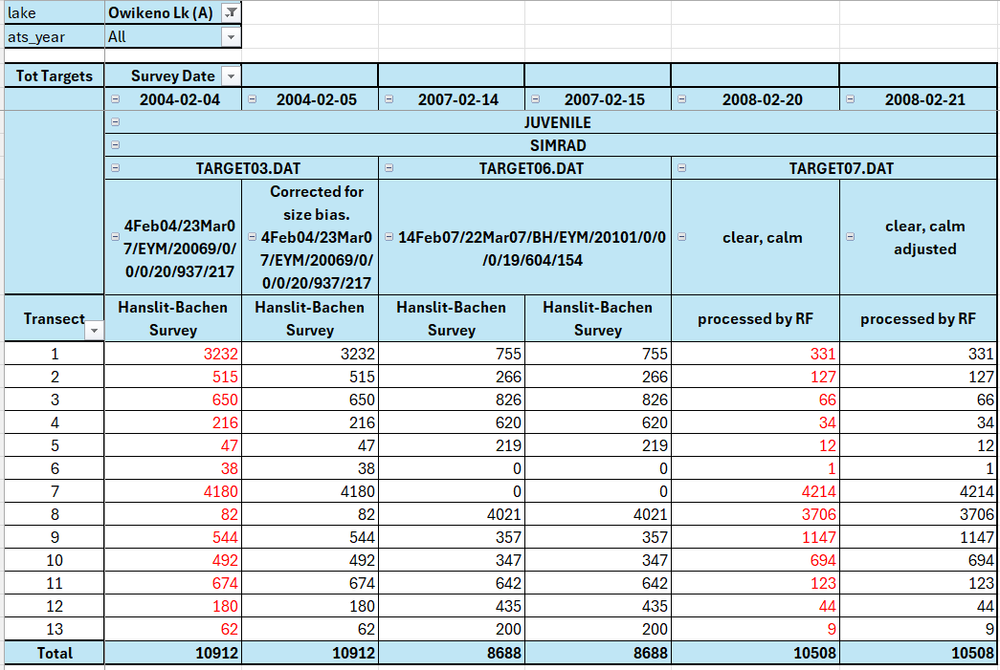 lake Owikeno Lk (A)
ats_year All
Tot Targets Survey Date
2004-02-04 2004-02-05 2007-02-14 2007-02-15 2008-02-20 2008-02-21
JUVENILE
SIMRAD
TARGET03.DAT TARGET06.DAT TARGET07.DAT
4Feb04/23Mar0
7/EYM/20069/0/
0/0/20/937/217
Corrected for
size bias.
4Feb04/23Mar0
7/EYM/20069/0/
0/0/20/937/217
14Feb07/22Mar07/BH/EYM/20101/0/0
/0/19/604/154
clear, calm
clear, calm
adjusted
Transect
Hanslit-Bachen
Survey
Hanslit-Bachen
Survey
Hanslit-Bachen
Survey
Hanslit-Bachen
Survey
processed by RF
processed by RF
1 3232 3232 755 755 331 331
2 515 515 266 266 127 127
3 650 650 826 826 66 66
4 216 216 620 620 34 34
5 47 47 219 219 12 12
6 38 38 0 0 1 1
7 4180 4180 0 0 4214 4214
8 82 82 4021 4021 3706 3706
9 544 544 357 357 1147 1147
10 492 492 347 347 694 694
11 674 674 642 642 123 123
12 180 180 435 435 44 44
13 62 62 200 200 9 9
Total 10912 10912 8688 8688 10508 10508